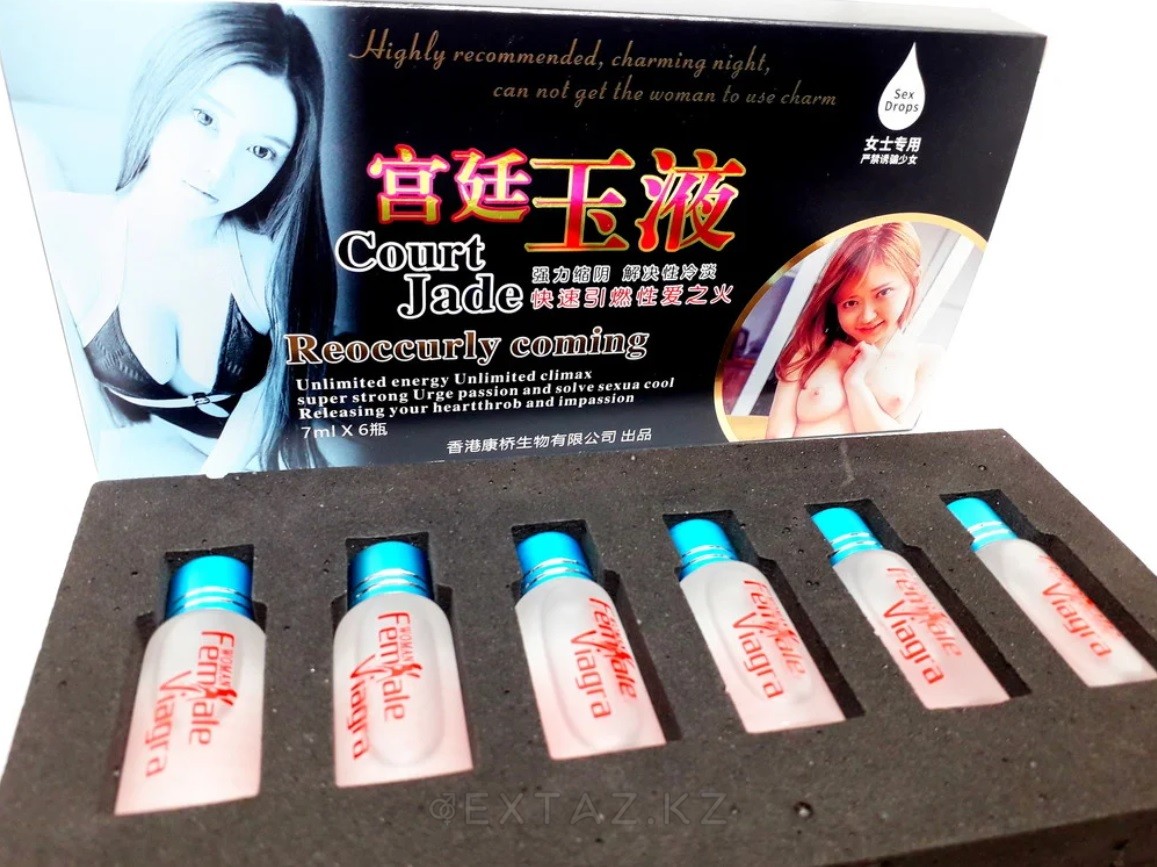 Highly recommended, charming night,
can not get the woman to use charm
Sex
Drops
女士专用
严禁诱骗少女
宫廷玉液
Court
Jade
强力缩阴 解决性冷淡
快速引燃性爱之火
Reoccurly coming
Unlimited energy Unlimited climax
super strong Urge passion and solve sexua cool
Releasing your heartthrob and impassion
7ml X 6瓶
香港康桥生物有限公司 出品
WOMAN
Female
Viagra
WOMAN
Female
Viagra
Female
Viagra
Female
Viagra
Female
Viagra
Viagra
EXTAZ.KZ